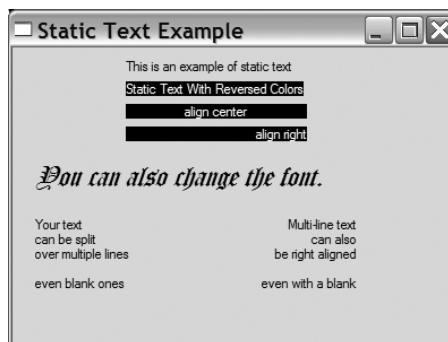 Static Text Example
This is an example of static text
Static Text With Reversed Colors
align center
align right
You can also change the font.
Your text
can be split
over multiple lines
even blank ones
Multi-line text
can also
be right aligned
even with a blank